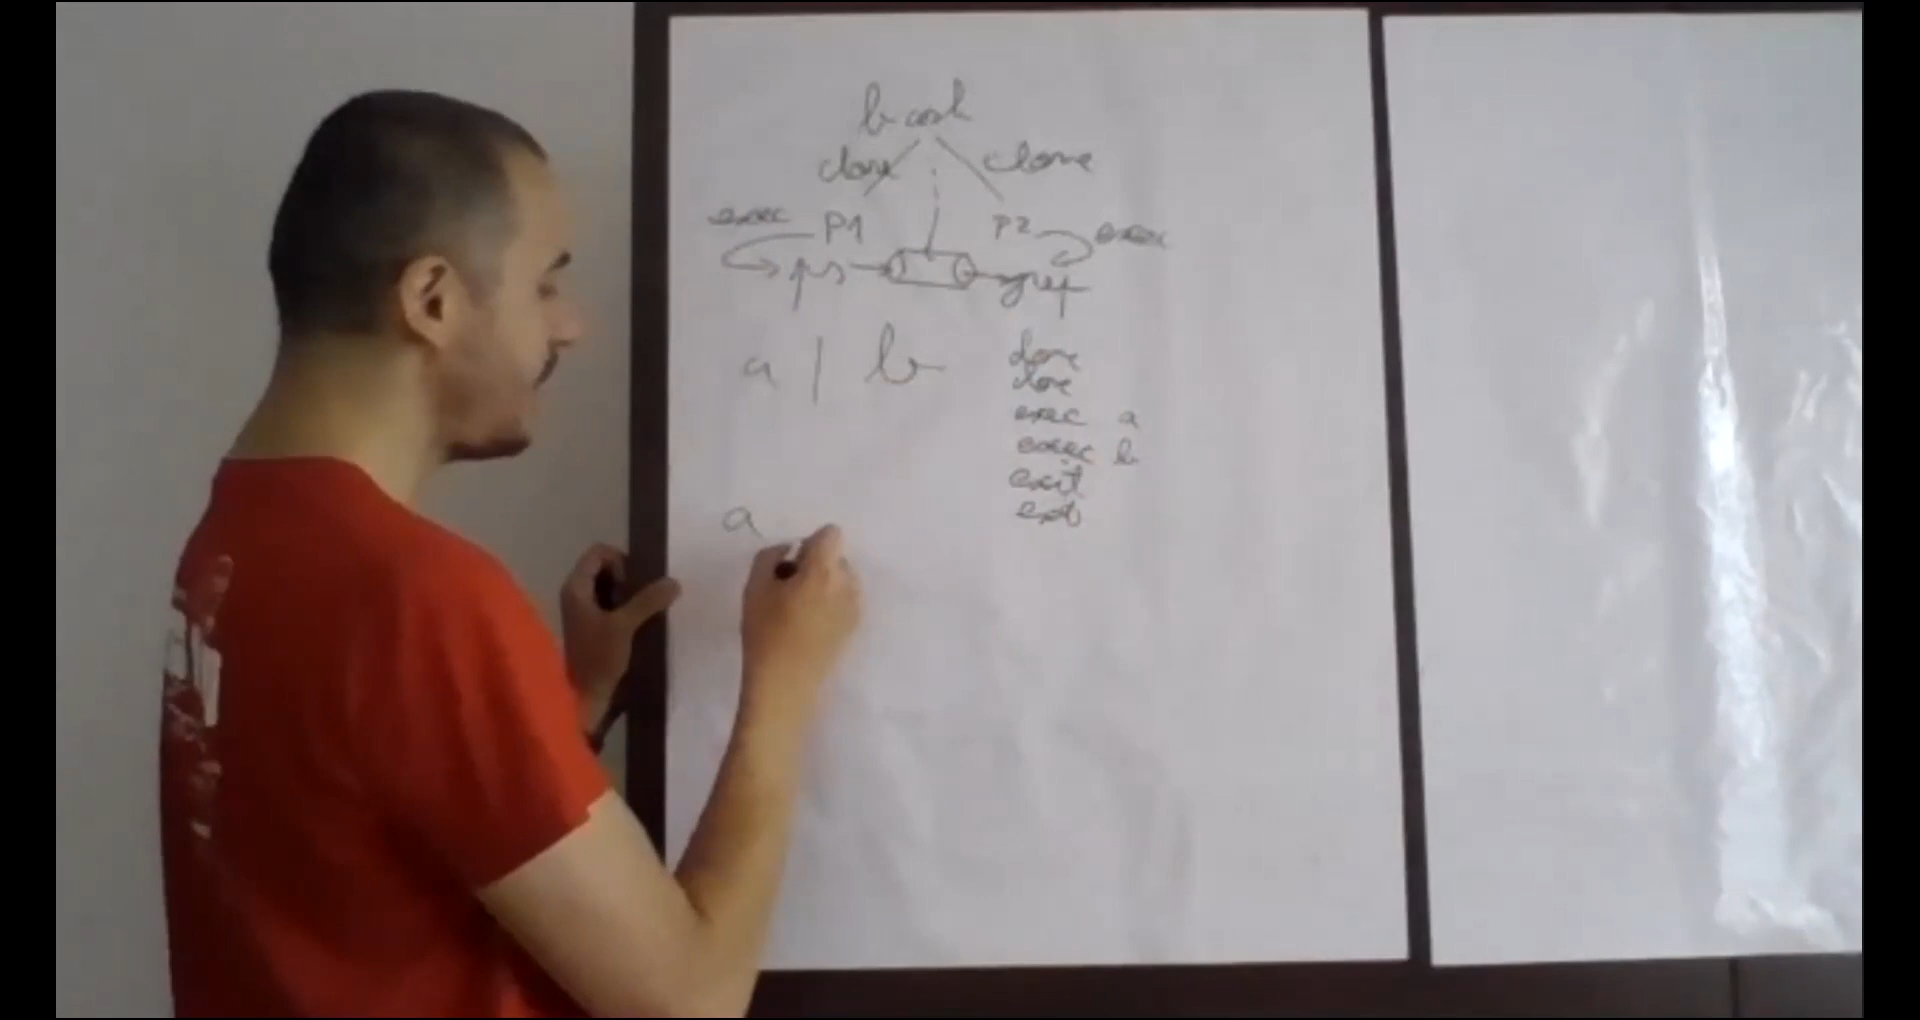 bash
clone clone
exec P1 P2 exec
ps grep
a | b
clone
clone
exec a
exec b
exit
exit
a